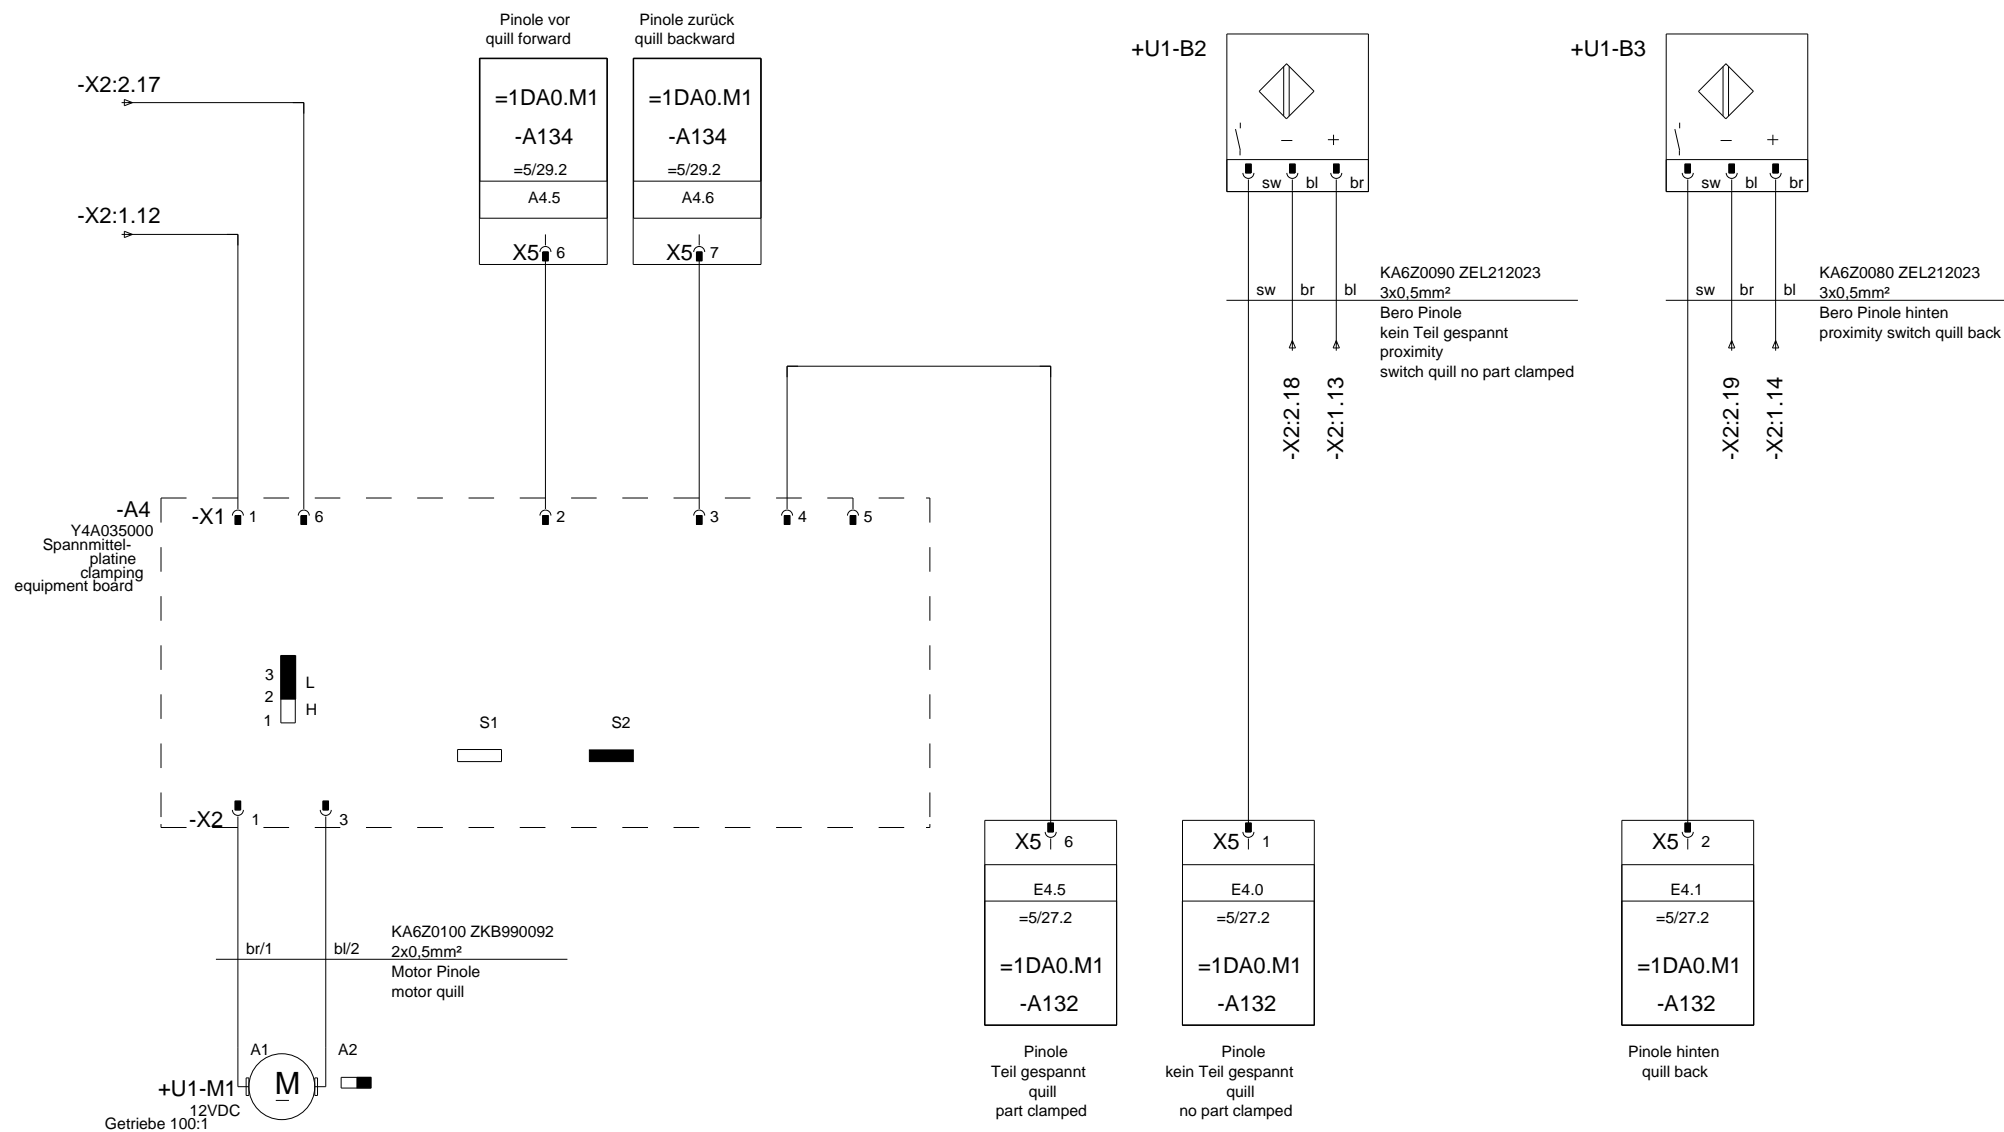 Pinole vor
quill forward
Pinole zurück
quill backward
-X2:2.17
-X2:1.12
=1DA0.M1
-A134
=5/29.2
A4.5
X5 6
=1DA0.M1
-A134
=5/29.2
A4.6
X5 7
+U1-B2
- +
sw bl br
sw br bl
KA6Z0090 ZEL212023
3x0,5mm²
Bero Pinole
kein Teil gespannt
proximity
switch quill no part clamped
-X2:2.18
-X2:1.13
+U1-B3
- +
sw bl br
sw br bl
KA6Z0080 ZEL212023
3x0,5mm²
Bero Pinole hinten
proximity switch quill back
-X2:2.19
-X2:1.14
-A4
Y4A035000
Spannmittel-
platine
clamping
equipment board
-X1 1 6 2 3 4 5
3
2
1
L
H
S1
S2
-X2 1 3
br/1 bl/2
KA6Z0100 ZKB990092
2x0,5mm²
Motor Pinole
motor quill
A1
A2
M
+U1-M1
12VDC
Getriebe 100:1
X5 6
E4.5
=5/27.2
=1DA0.M1
-A132
Pinole
Teil gespannt
quill
part clamped
X5 1
E4.0
=5/27.2
=1DA0.M1
-A132
Pinole
kein Teil gespannt
quill
no part clamped
X5 2
E4.1
=5/27.2
=1DA0.M1
-A132
Pinole hinten
quill back